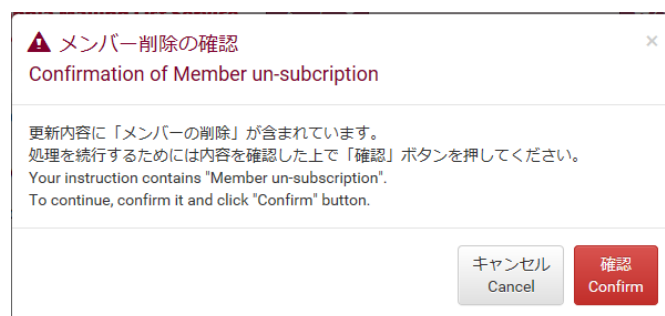 メンバー削除の確認
×
Confirmation of Member un-subcription
更新内容に「メンバーの削除」が含まれています。
処理を続行するためには内容を確認した上で「確認」ボタンを押してください。
Your instruction contains "Member un-subscription".
To continue, confirm it and click "Confirm" button.
キャンセル
Cancel
確認
Confirm